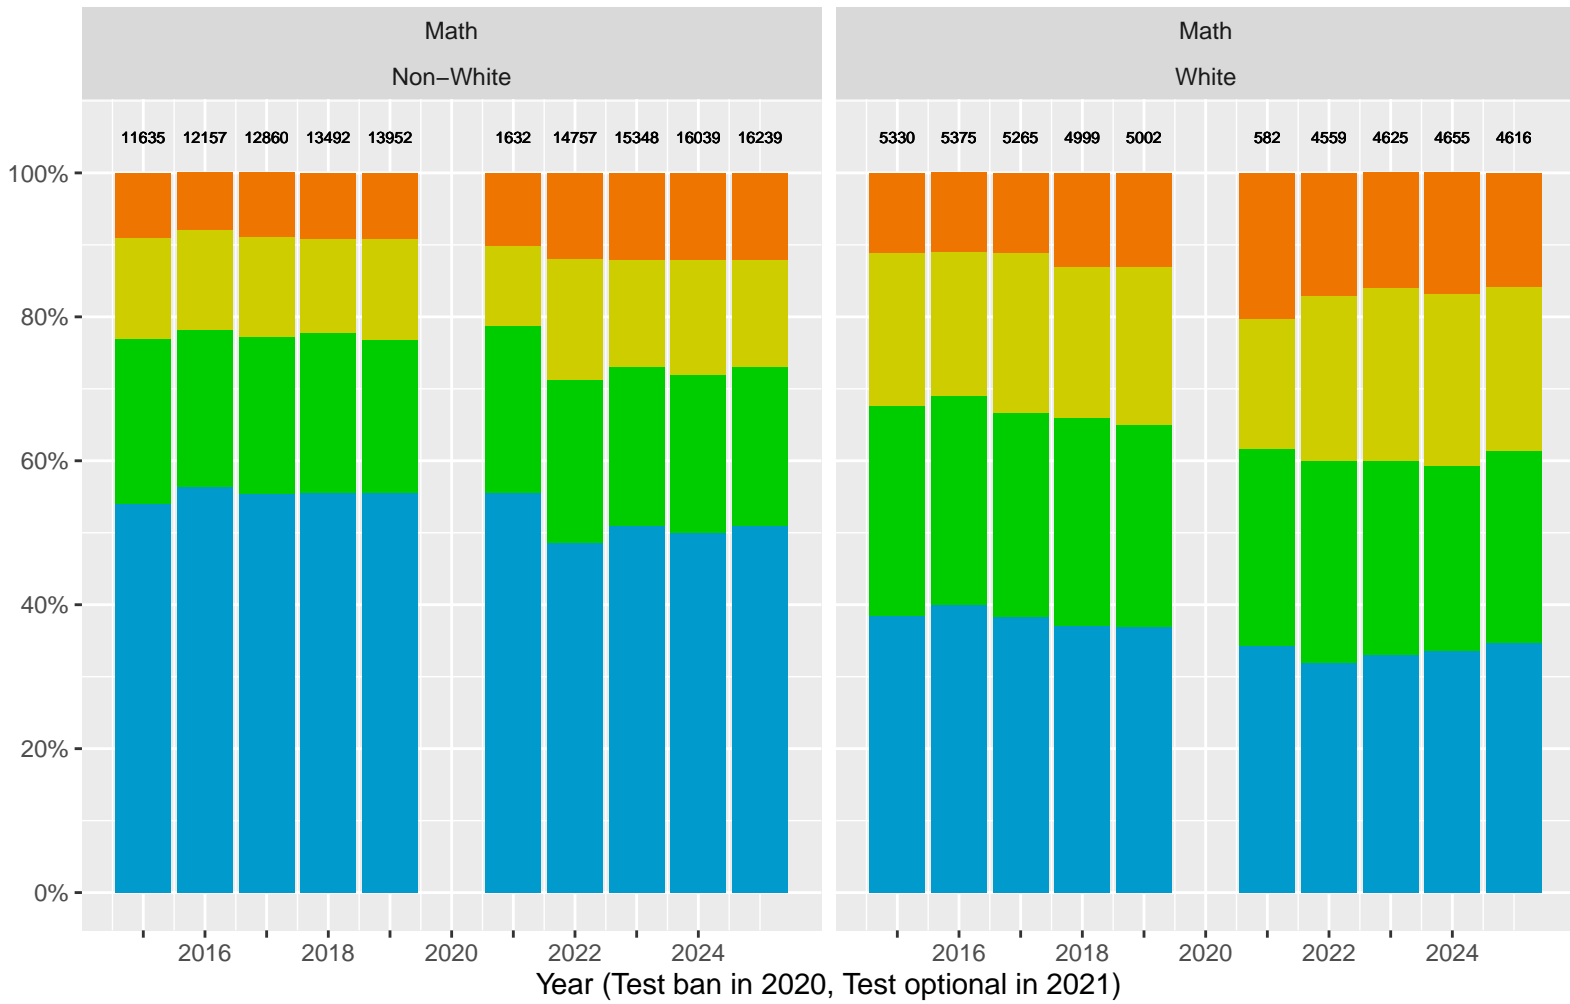 Math Math
Non−White White
11635 12157 12860 13492 13952 1632 14757 15348 16039 16239 5330 5375 5265 4999 5002 582 4559 4625 4655 4616
100%
80%
60%
40%
20%
0%
2016 2018 2020 2022 2024 2016 2018 2020 2022 2024
Year (Test ban in 2020, Test optional in 2021)